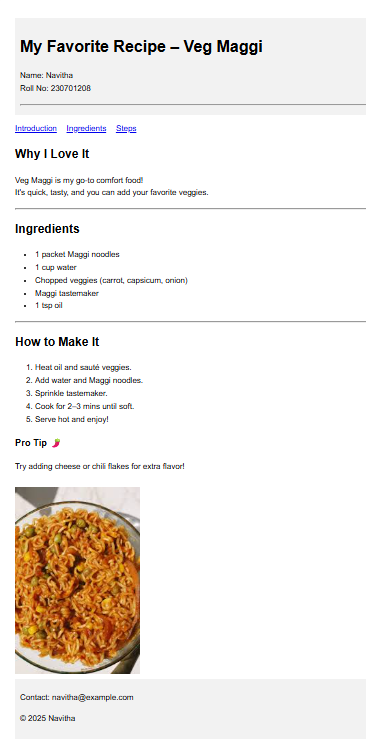 My Favorite Recipe – Veg Maggi
Name: Navitha
Roll No: 230701208
Introduction Ingredients Steps
Why I Love It
Veg Maggi is my go-to comfort food!
It's quick, tasty, and you can add your favorite veggies.
Ingredients
• 1 packet Maggi noodles
• 1 cup water
• Chopped veggies (carrot, capsicum, onion)
• Maggi tastemaker
• 1 tsp oil
How to Make It
1. Heat oil and sauté veggies.
2. Add water and Maggi noodles.
3. Sprinkle tastemaker.
4. Cook for 2–3 mins until soft.
5. Serve hot and enjoy!
Pro Tip 🌶️
Try adding cheese or chili flakes for extra flavor!
Contact: navitha@example.com
© 2025 Navitha